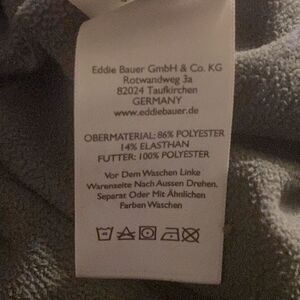 Eddie Bauer GmbH & Co. KG
Rotwandweg 3a
82024 Taufkirchen
GERMANY
www.eddiebauer.de
OBERMATERIAL: 86% POLYESTER
14% ELASTHAN
FUTTER: 100% POLYESTER
Vor Dem Waschen Linke
Warenseite Nach Aussen Drehen.
Separat Oder Mit Ähnlichen
Farben Waschen